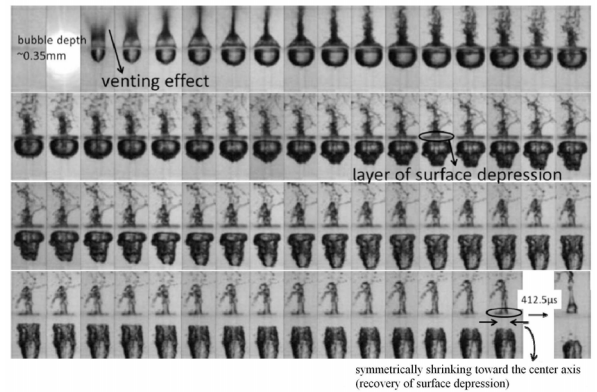 bubble depth
~0.35mm
venting effect
layer of surface depression
412.5µs
symmetrically shrinking toward the center axis
(recovery of surface depression)